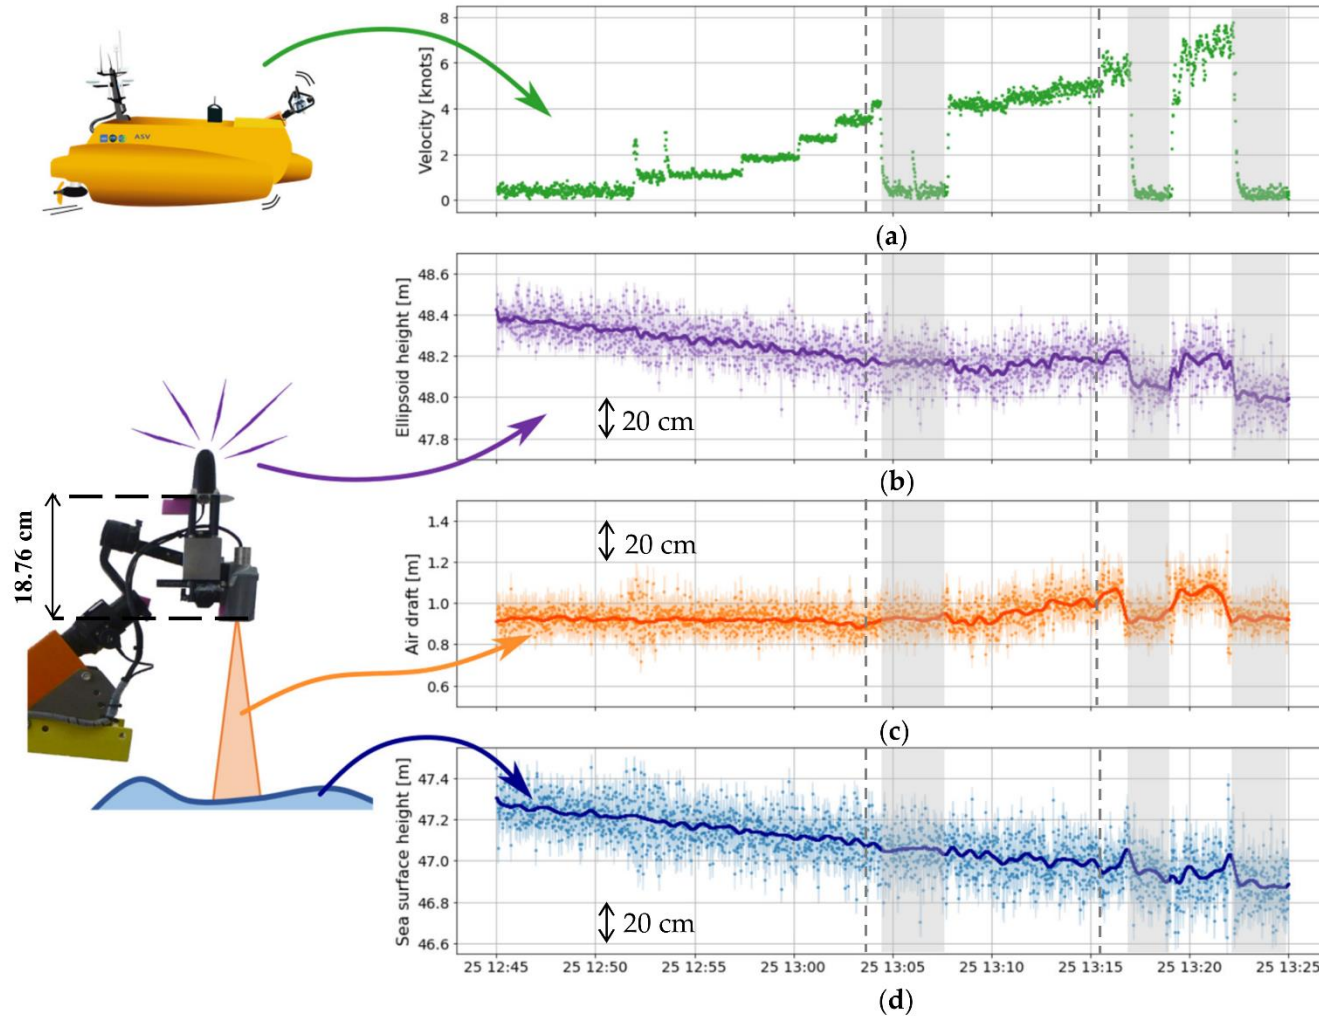 8
6
4
2
0
Velocity [knots]
ASV
(a)
48.6
48.4
48.2
48.0
47.8
Ellipsoid height [m]
20 cm
(b)
18.76 cm
1.4
1.2
1.0
0.8
0.6
Air draft [m]
20 cm
(c)
47.4
47.2
47.0
46.8
46.6
Sea surface height [m]
20 cm
25 12:45 25 12:50 25 12:55 25 13:00 25 13:05 25 13:10 25 13:15 25 13:20 25 13:25
(d)